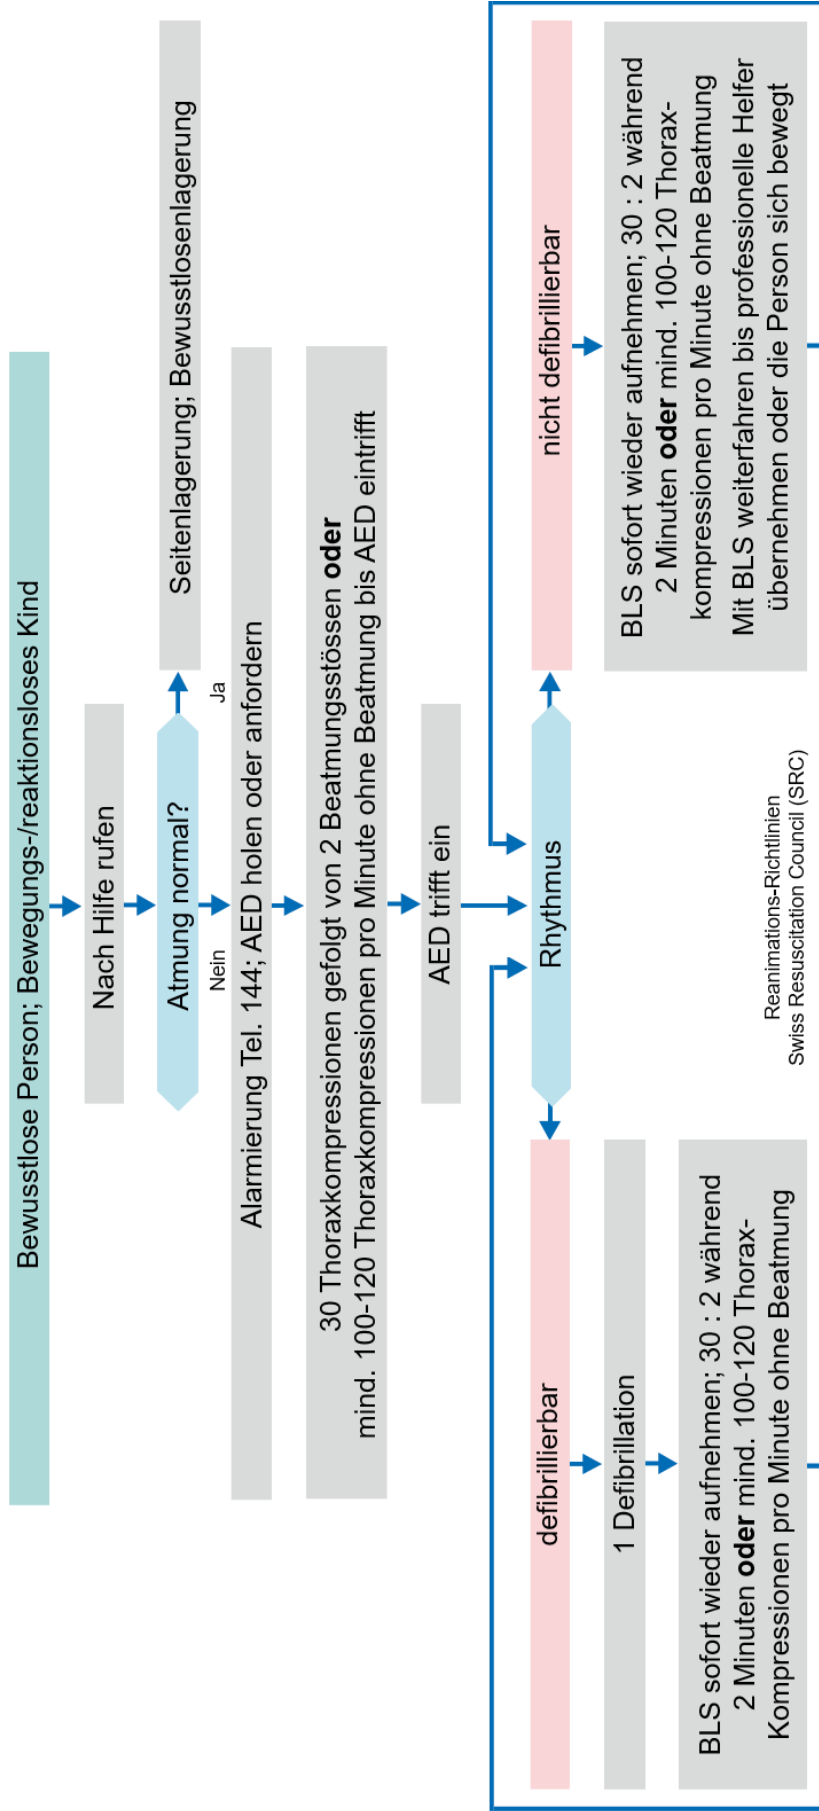 Bewusstlose Person; Bewegungs-/reaktionsloses Kind
Nach Hilfe rufen
Atmung normal?
Ja
Seitenlagerung; Bewusstlosenlagerung
Nein
Alarmierung Tel. 144; AED holen oder anfordern
30 Thoraxkompressionen gefolgt von 2 Beatmungsstössen oder
mind. 100-120 Thoraxkompressionen pro Minute ohne Beatmung bis AED eintrifft
AED trifft ein
Rhythmus
defibrillierbar
1 Defibrillation
BLS sofort wieder aufnehmen; 30 : 2 während
2 Minuten oder mind. 100-120 Thorax-
Kompressionen pro Minute ohne Beatmung
nicht defibrillierbar
BLS sofort wieder aufnehmen; 30 : 2 während
2 Minuten oder mind. 100-120 Thorax-
kompressionen pro Minute ohne Beatmung
Mit BLS weiterfahren bis professionelle Helfer
übernehmen oder die Person sich bewegt
Reanimations-Richtlinien
Swiss Resuscitation Council (SRC)